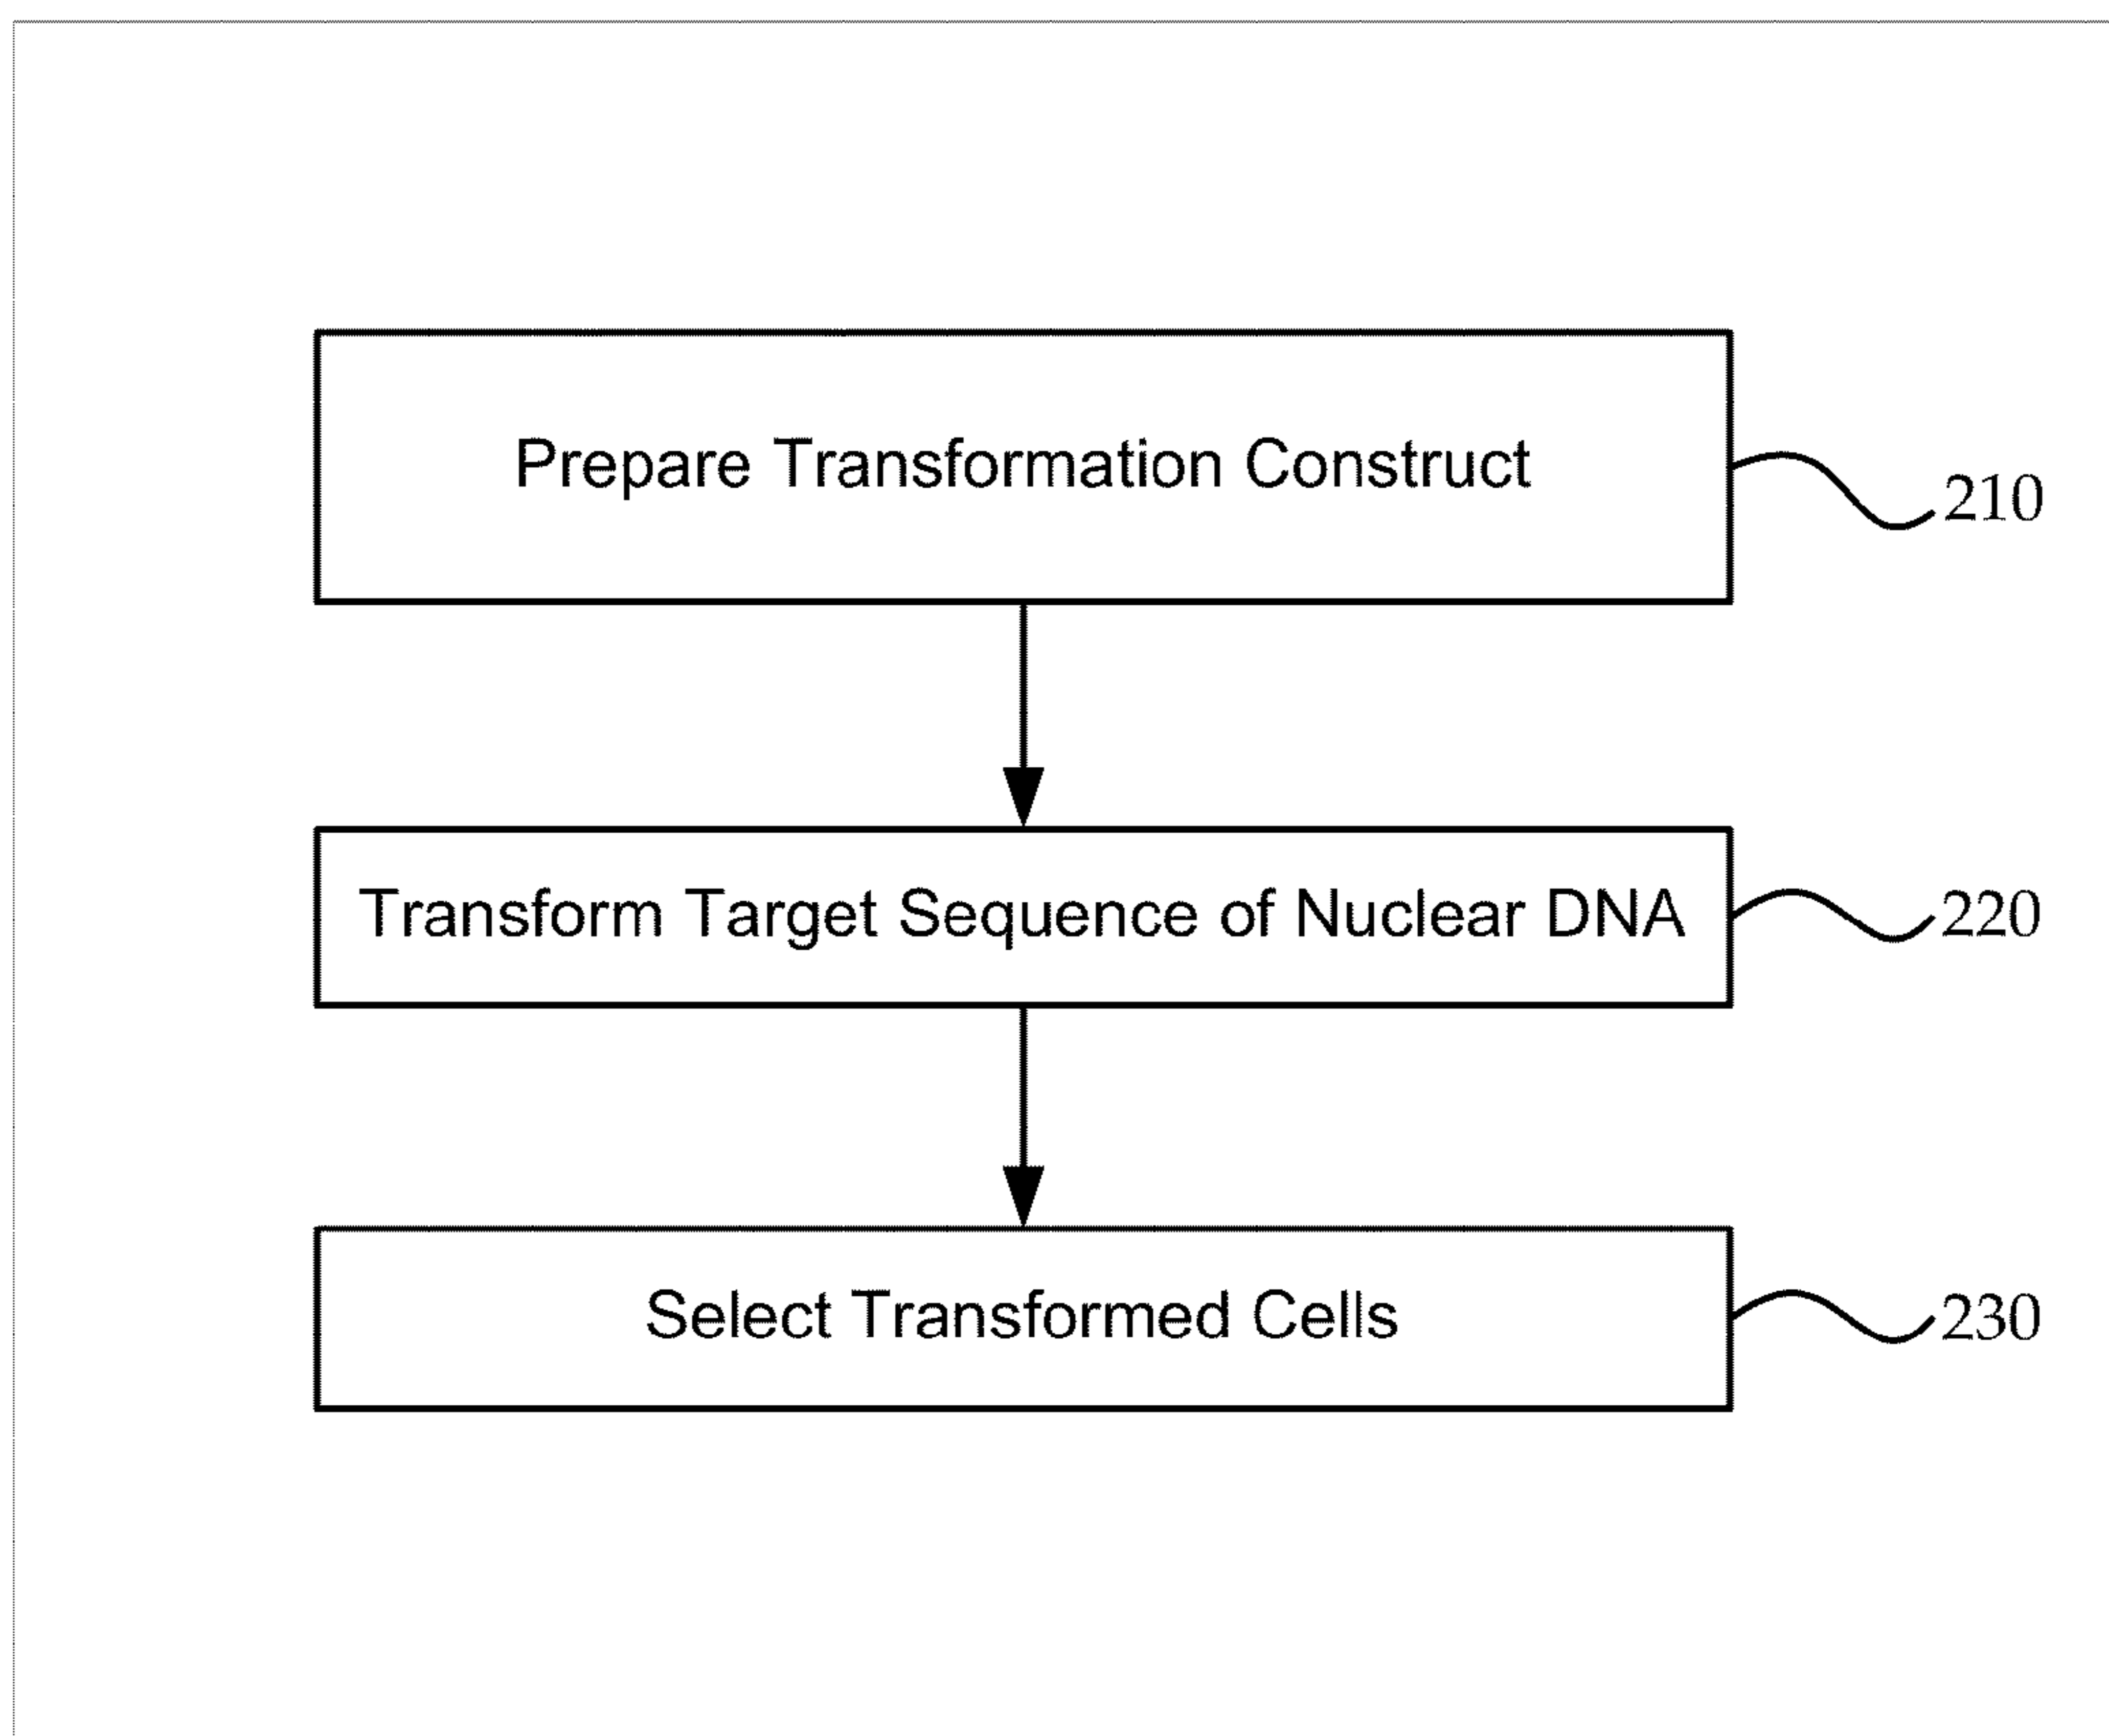 Prepare Transformation Construct
210
Transform Target Sequence of Nuclear DNA
220
Select Transformed Cells
230